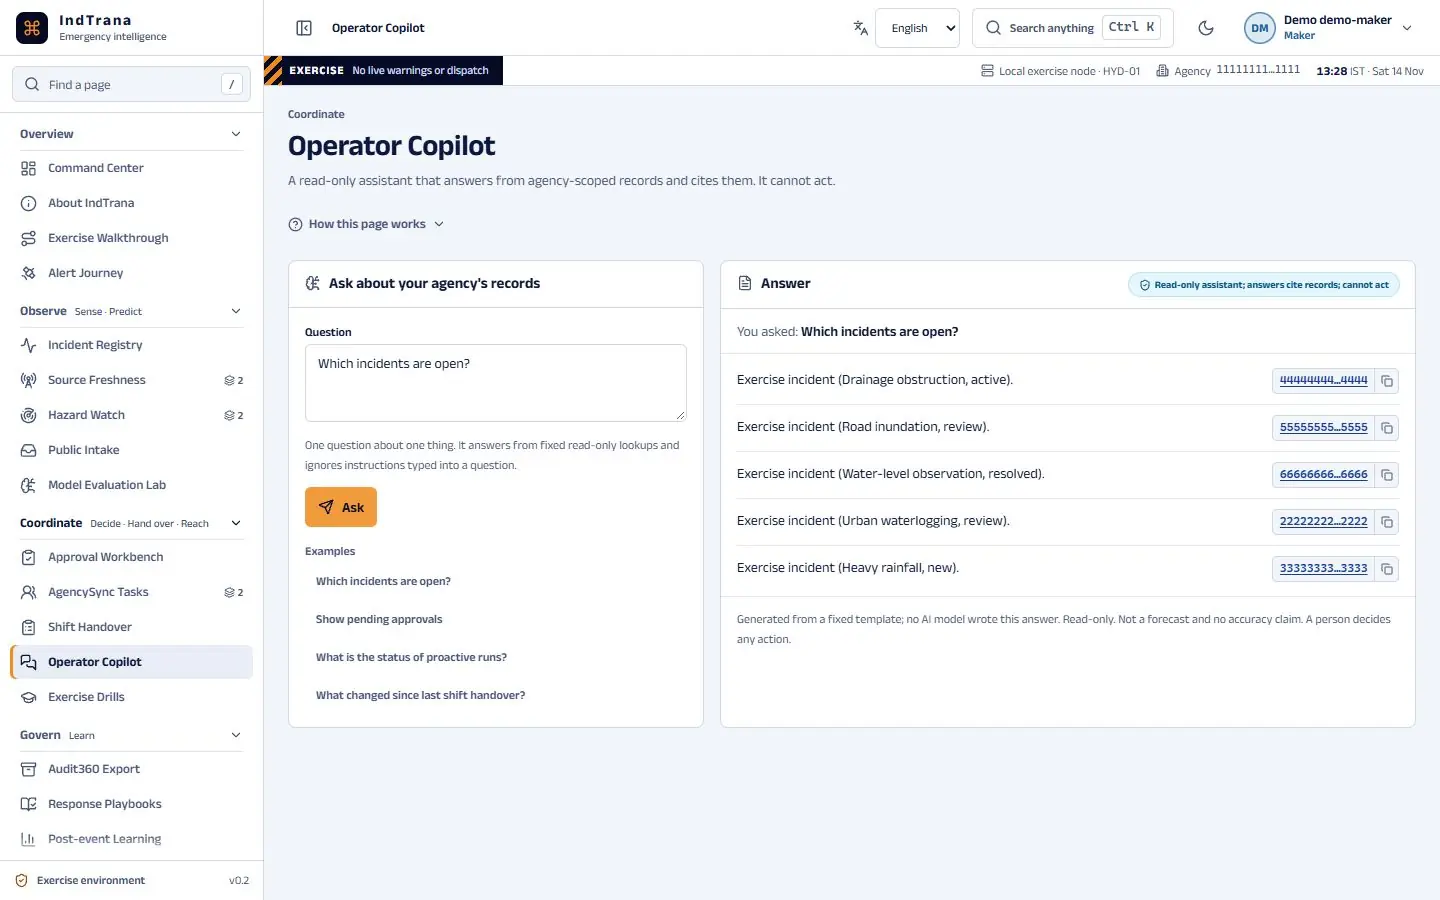 IndTrana
Emergency intelligence
Find a page /
Overview
Command Center
About IndTrana
Exercise Walkthrough
Alert Journey
Observe Sense · Predict
Incident Registry
Source Freshness 2
Hazard Watch 2
Public Intake
Model Evaluation Lab
Coordinate Decide · Hand over · Reach
Approval Workbench
AgencySync Tasks 2
Shift Handover
Operator Copilot
Exercise Drills
Govern Learn
Audit360 Export
Response Playbooks
Post-event Learning
Exercise environment v0.2
Operator Copilot
English
Search anything Ctrl K
DM
Demo demo-maker
Maker
EXERCISE No live warnings or dispatch
Local exercise node · HYD-01
Agency 11111111…1111
13:28 IST · Sat 14 Nov
Coordinate
Operator Copilot
A read-only assistant that answers from agency-scoped records and cites them. It cannot act.
How this page works
Ask about your agency's records
Question
Which incidents are open?
One question about one thing. It answers from fixed read-only lookups and
ignores instructions typed into a question.
Ask
Examples
Which incidents are open?
Show pending approvals
What is the status of proactive runs?
What changed since last shift handover?
Answer
Read-only assistant; answers cite records; cannot act
You asked: Which incidents are open?
Exercise incident (Drainage obstruction, active). 44444444…4444
Exercise incident (Road inundation, review). 55555555…5555
Exercise incident (Water-level observation, resolved). 66666666…6666
Exercise incident (Urban waterlogging, review). 22222222…2222
Exercise incident (Heavy rainfall, new). 33333333…3333
Generated from a fixed template; no AI model wrote this answer. Read-only. Not a forecast and no accuracy claim. A person decides
any action.